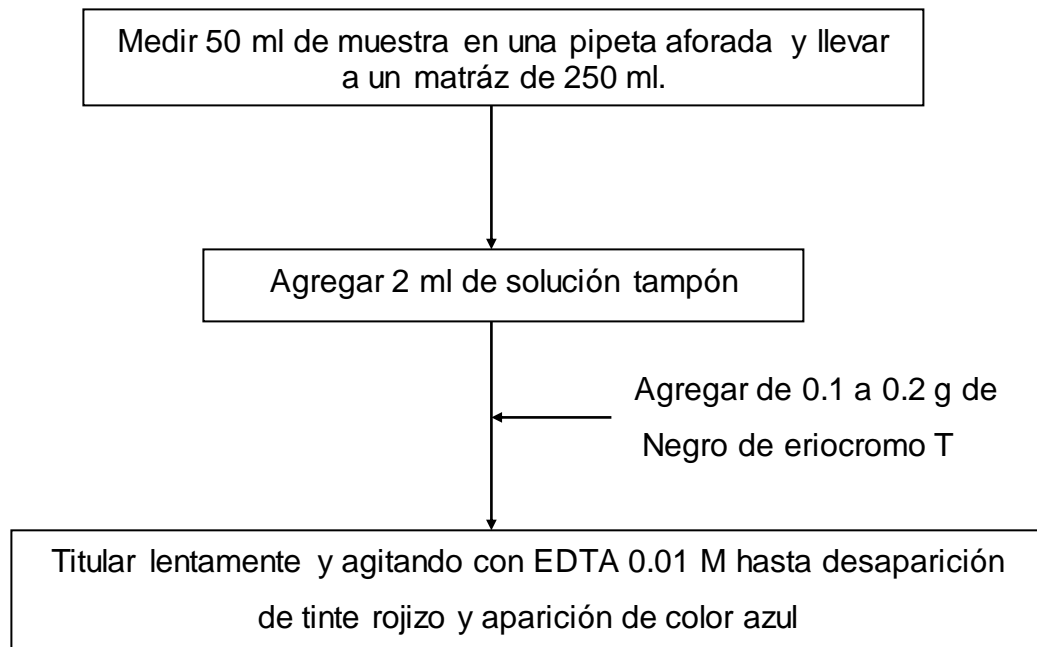 Medir 50 ml de muestra en una pipeta aforada y llevar
a un matráz de 250 ml.
Agregar 2 ml de solución tampón
Agregar de 0.1 a 0.2 g de
Negro de eriocromo T
Titular lentamente y agitando con EDTA 0.01 M hasta desaparición
de tinte rojizo y aparición de color azul